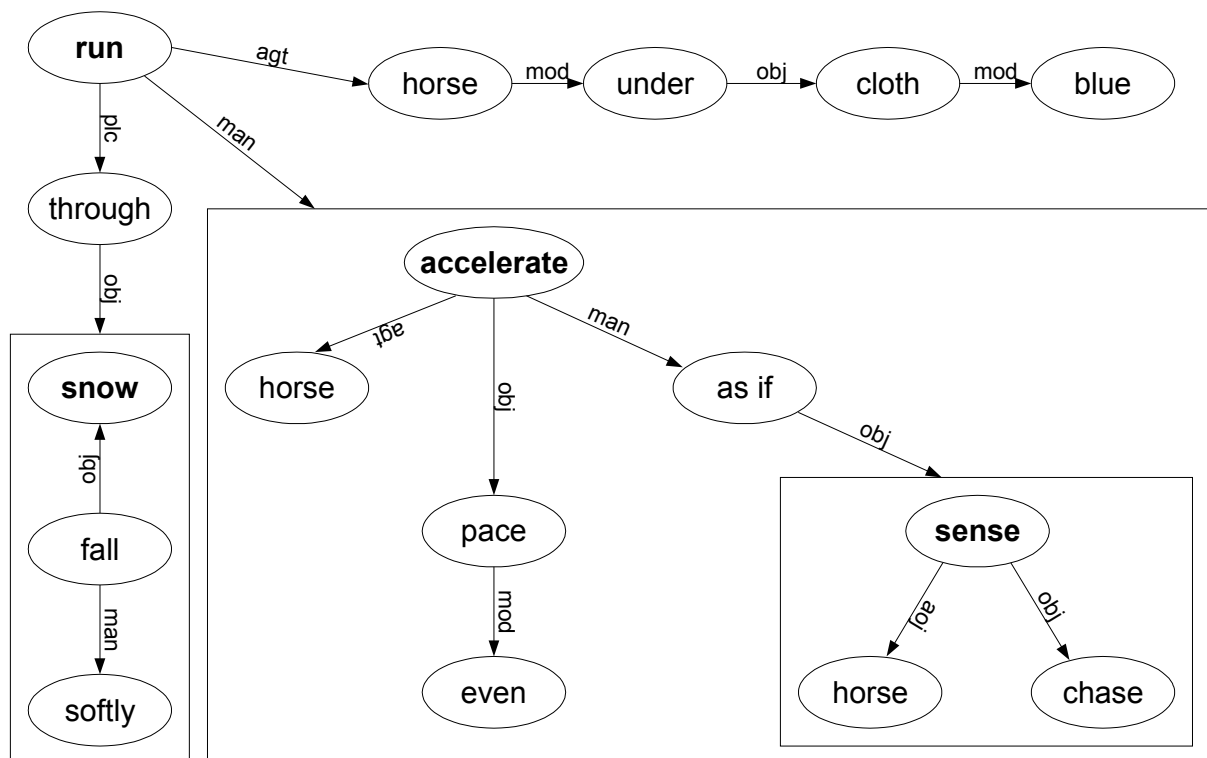 run
agt
horse
mod
under
obj
cloth
mod
blue
plc
man
through
obj
accelerate
agt
man
snow
horse
obj
as if
obj
obj
fall
pace
sense
man
mod
aoj
obj
softly
even
horse
chase